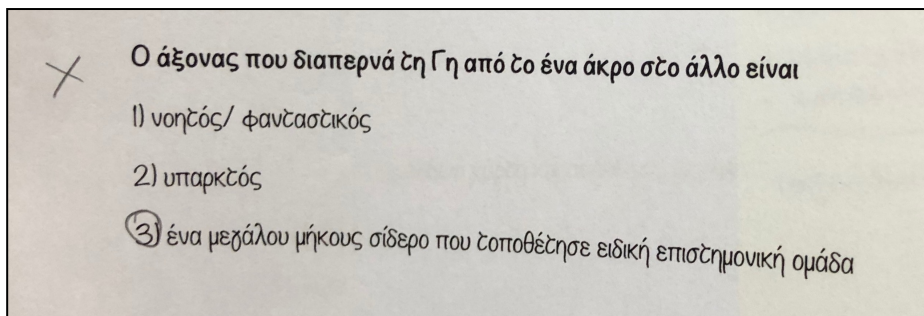 Ο άξονας που διαπερνά τη Γη από το ένα άκρο στο άλλο είναι
1) νοητός/ φανταστικός
2) υπαρκτός
3) ένα μεγάλου μήκους σίδερο που τοποθέτησε ειδική επιστημονική ομάδα